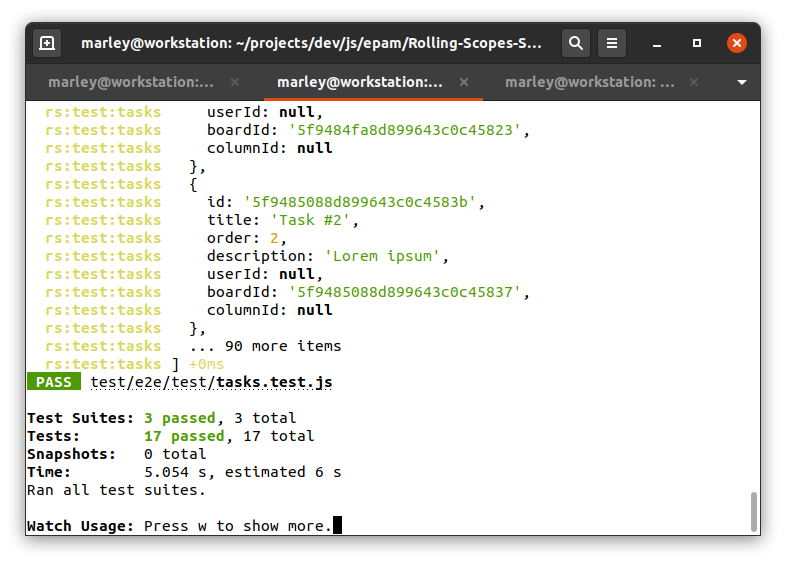 marley@workstation: ~/projects/dev/js/epam/Rolling-Scopes-S...
marley@workstation:... marley@workstation:... marley@workstation: ...
rs:test:tasks     userId: null,
rs:test:tasks     boardId: '5f9484fa8d899643c0c45823',
rs:test:tasks     columnId: null
rs:test:tasks   },
rs:test:tasks   {
rs:test:tasks     id: '5f9485088d899643c0c4583b',
rs:test:tasks     title: 'Task #2',
rs:test:tasks     order: 2,
rs:test:tasks     description: 'Lorem ipsum',
rs:test:tasks     userId: null,
rs:test:tasks     boardId: '5f9485088d899643c0c45837',
rs:test:tasks     columnId: null
rs:test:tasks   },
rs:test:tasks   ... 90 more items
rs:test:tasks ] +0ms
PASS test/e2e/test/tasks.test.js
Test Suites: 3 passed, 3 total
Tests:       17 passed, 17 total
Snapshots:   0 total
Time:        5.054 s, estimated 6 s
Ran all test suites.
Watch Usage: Press w to show more.